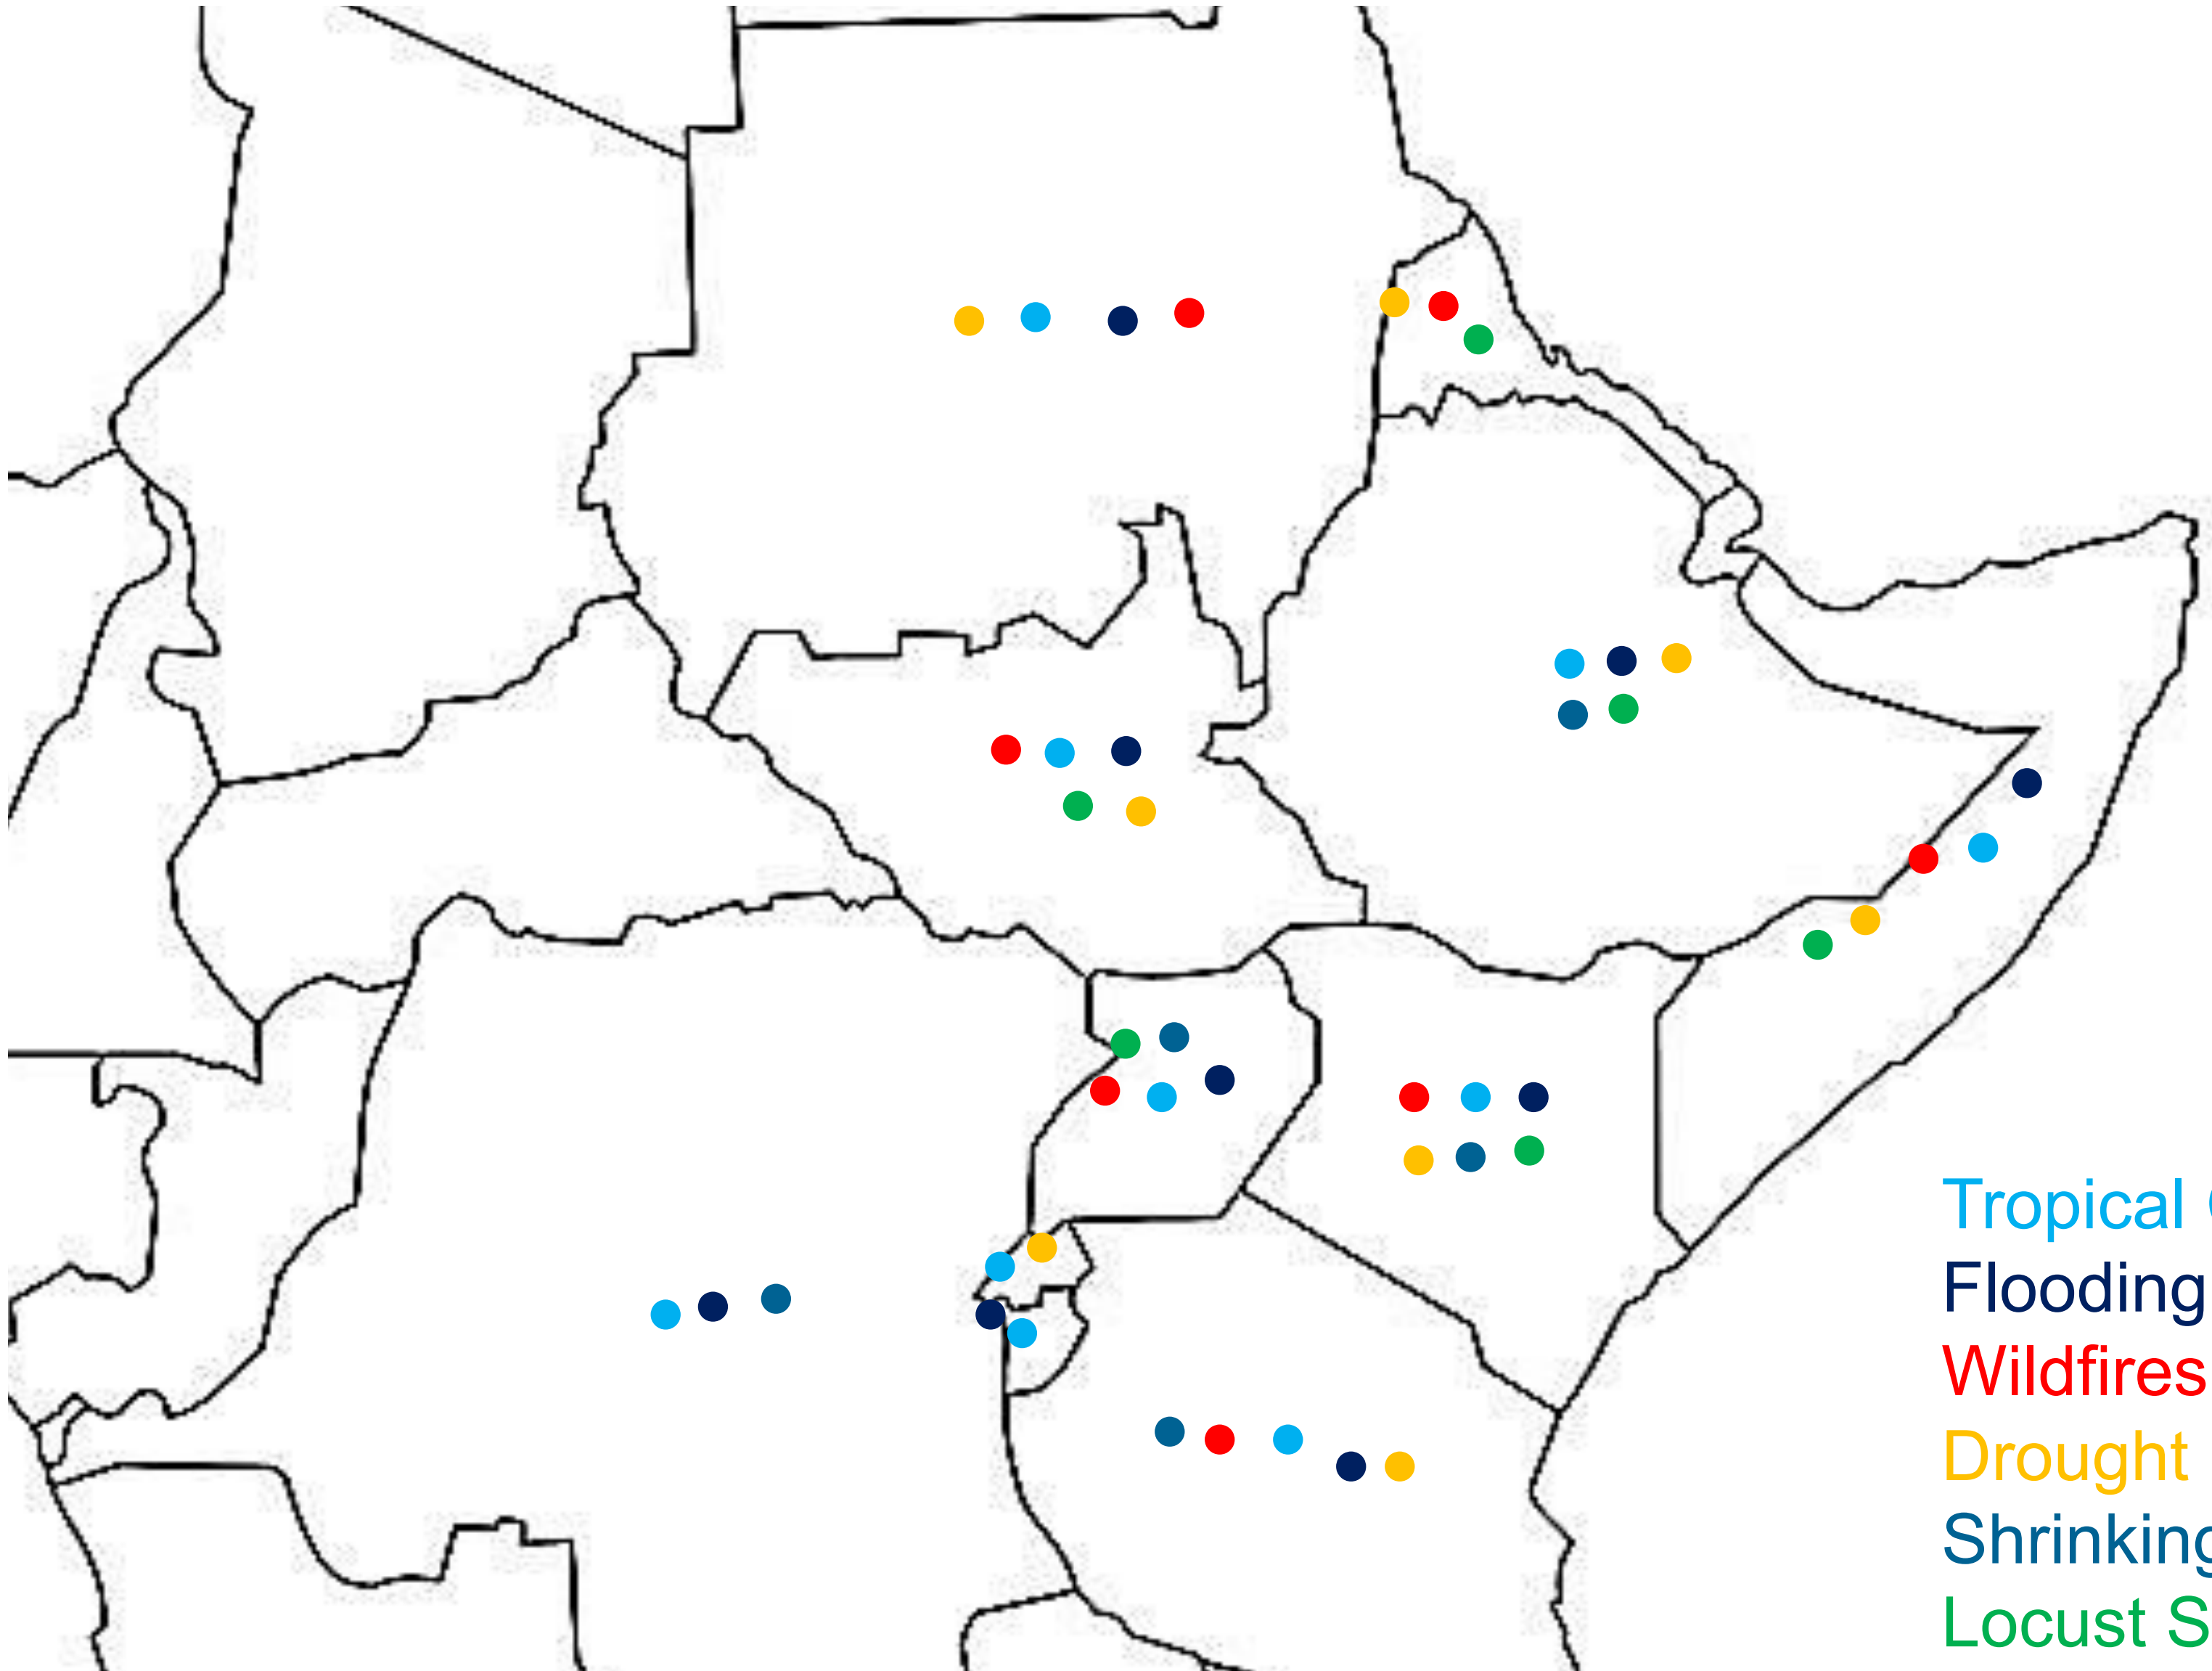 Tropical
Flooding
Wildfires
Drought
Shrinking
Locust S